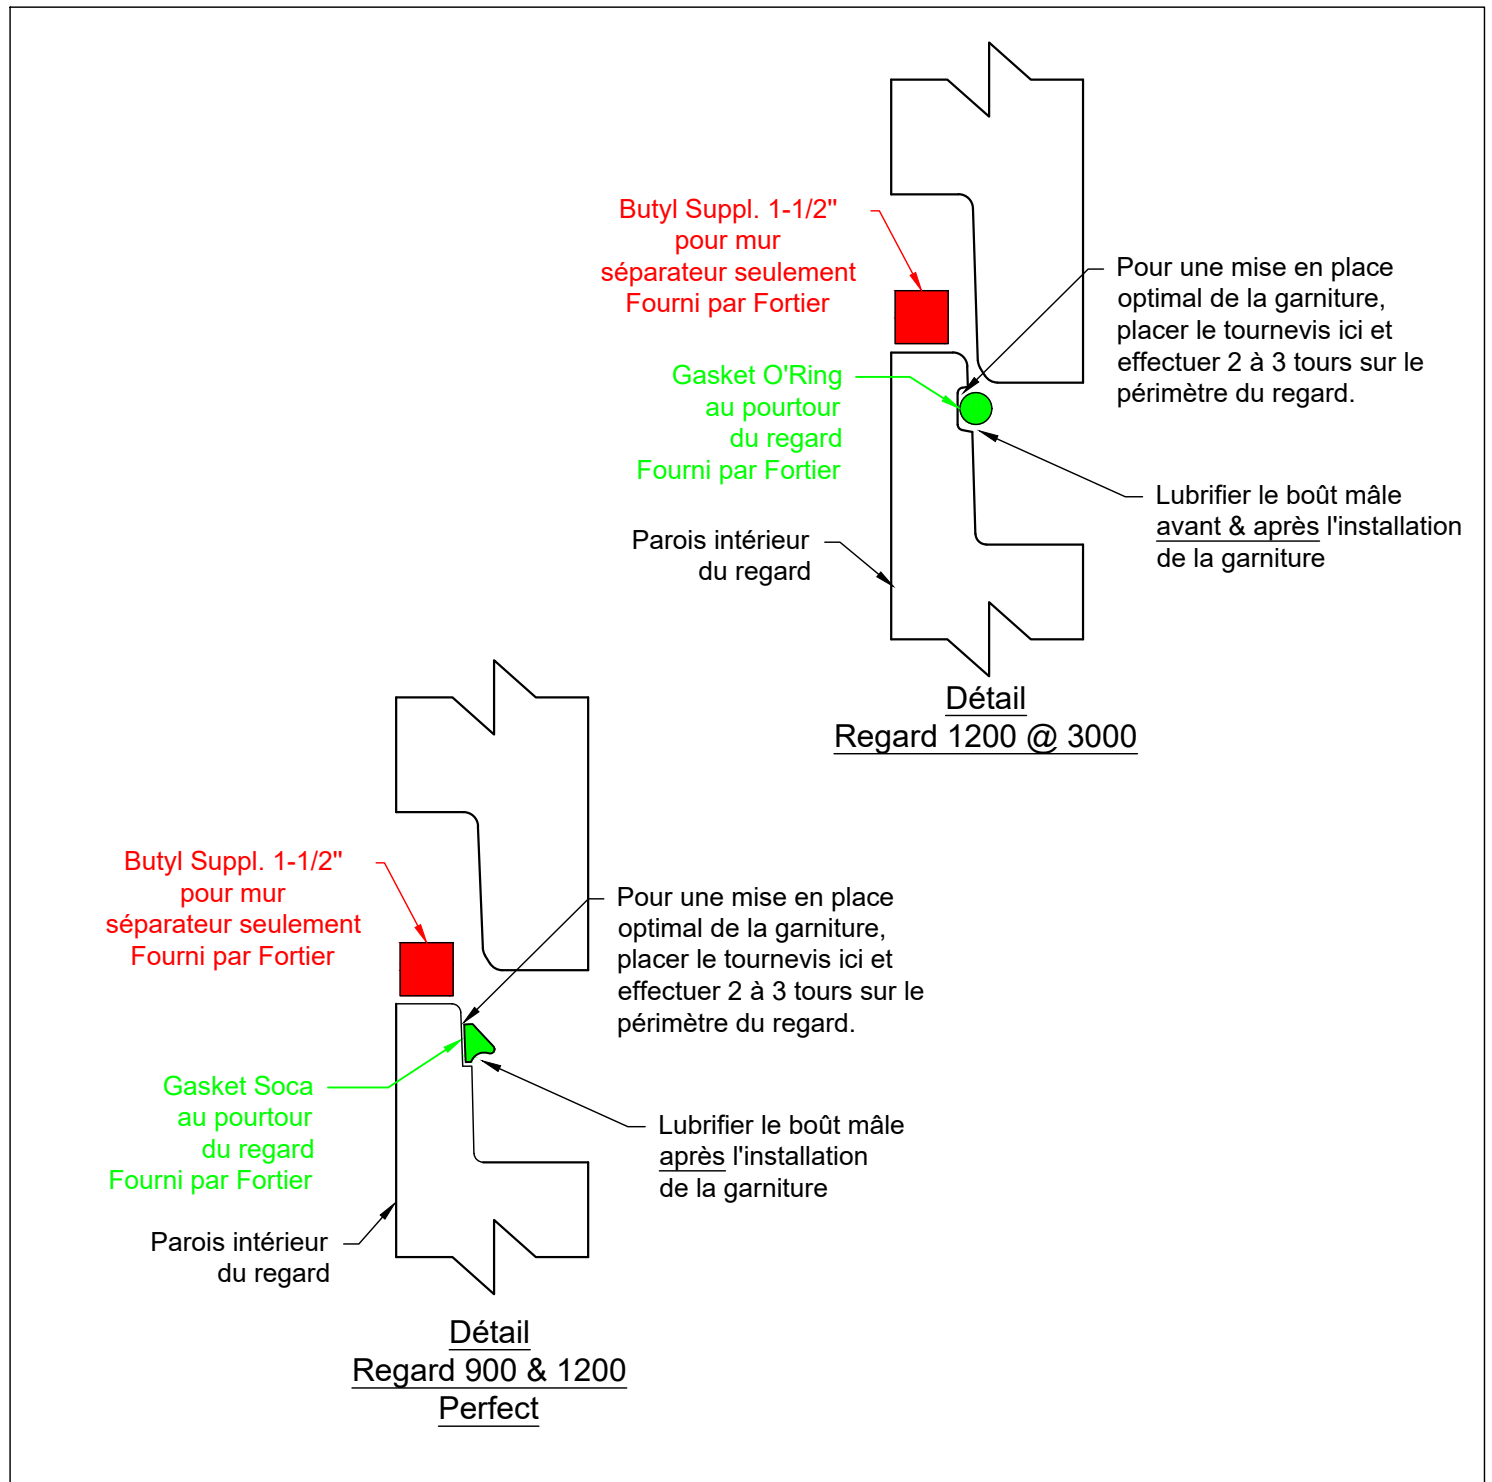 Butyl Suppl. 1-1/2"
pour mur
séparateur seulement
Fourni par Fortier
Pour une mise en place
optimal de la garniture,
placer le tournevis ici et
effectuer 2 à 3 tours sur le
périmètre du regard.
Gasket O'Ring
au pourtour
du regard
Fourni par Fortier
Lubrifier le boût mâle
avant & après l'installation
de la garniture
Parois intérieur
du regard
Détail
Regard 1200 @ 3000
Butyl Suppl. 1-1/2"
pour mur
séparateur seulement
Fourni par Fortier
Pour une mise en place
optimal de la garniture,
placer le tournevis ici et
effectuer 2 à 3 tours sur le
périmètre du regard.
Gasket Soca
au pourtour
du regard
Fourni par Fortier
Lubrifier le boût mâle
après l'installation
de la garniture
Parois intérieur
du regard
Détail
Regard 900 & 1200
Perfect